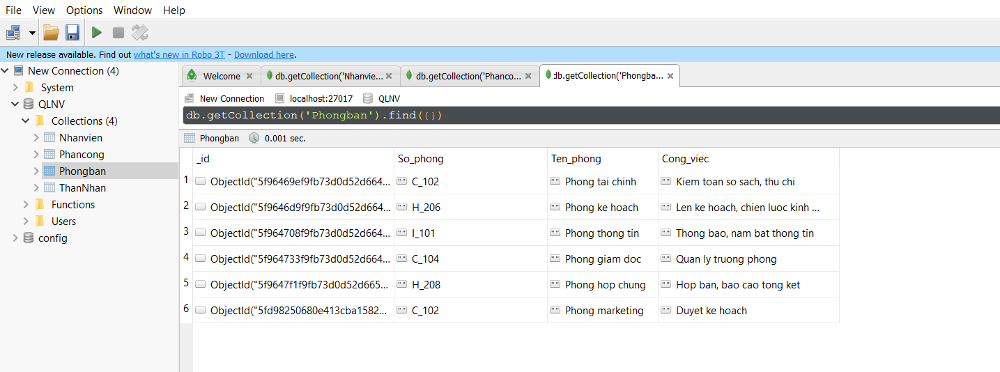 File View Options Window Help
New release available. Find out what's new in Robo 3T - Download here.
New Connection (4)
System
QLNV
Collections (4)
Nhanvien
Phancong
Phongban
ThanNhan
Functions
Users
config
Welcome db.getCollection('Nhanvie... db.getCollection('Phanco... db.getCollection('Phongba...
New Connection localhost:27017 QLNV
db.getCollection('Phongban').find({})
Phongban 0.001 sec.
_id So_phong Ten_phong Cong_viec
1 ObjectId("5f96469ef9fb73d0d52d664... "" C_102 "" Phong tai chinh "" Kiem toan so sach, thu chi
2 ObjectId("5f9646d9f9fb73d0d52d664... "" H_206 "" Phong ke hoach "" Len ke hoach, chien luoc kinh ...
3 ObjectId("5f964708f9fb73d0d52d664... "" I_101 "" Phong thong tin "" Thong bao, nam bat thong tin
4 ObjectId("5f964733f9fb73d0d52d664... "" C_104 "" Phong giam doc "" Quan ly truong phong
5 ObjectId("5f9647f1f9fb73d0d52d665... "" H_208 "" Phong hop chung "" Hop ban, bao cao tong ket
6 ObjectId("5fd98250680e413cba1582... "" C_102 "" Phong marketing "" Duyet ke hoach